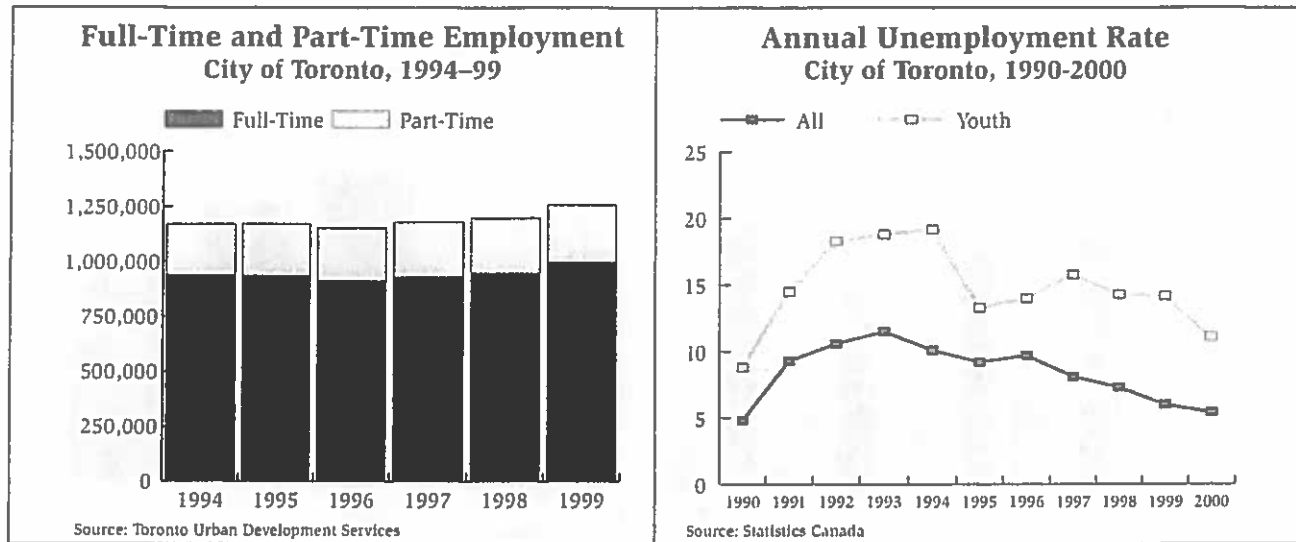 Full-Time and Part-Time Employment
City of Toronto, 1994–99
Full-Time Part-Time
1,500,000
1,250,000
1,000,000
750,000
500,000
250,000
0
1994 1995 1996 1997 1998 1999
Source: Toronto Urban Development Services
Annual Unemployment Rate
City of Toronto, 1990-2000
All Youth
25
20
15
10
5
0
1990 1991 1992 1993 1994 1995 1996 1997 1998 1999 2000
Source: Statistics Canada